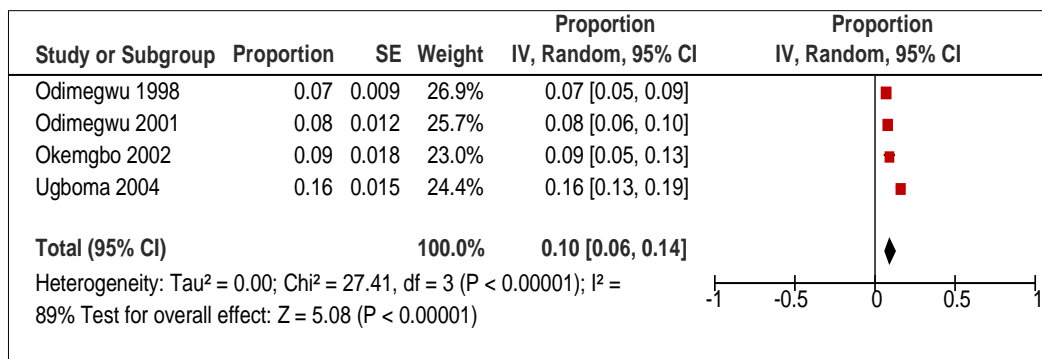 Proportion Proportion
Study or Subgroup Proportion SE Weight IV, Random, 95% CI IV, Random, 95% CI
Odimegwu 1998 0.07 0.009 26.9% 0.07 [0.05, 0.09]
Odimegwu 2001 0.08 0.012 25.7% 0.08 [0.06, 0.10]
Okemgbo 2002 0.09 0.018 23.0% 0.09 [0.05, 0.13]
Ugboma 2004 0.16 0.015 24.4% 0.16 [0.13, 0.19]
Total (95% CI) 100.0% 0.10 [0.06, 0.14]
Heterogeneity: Tau² = 0.00; Chi² = 27.41, df = 3 (P < 0.00001); I² =
89% Test for overall effect: Z = 5.08 (P < 0.00001)
-1 -0.5 0 0.5 1